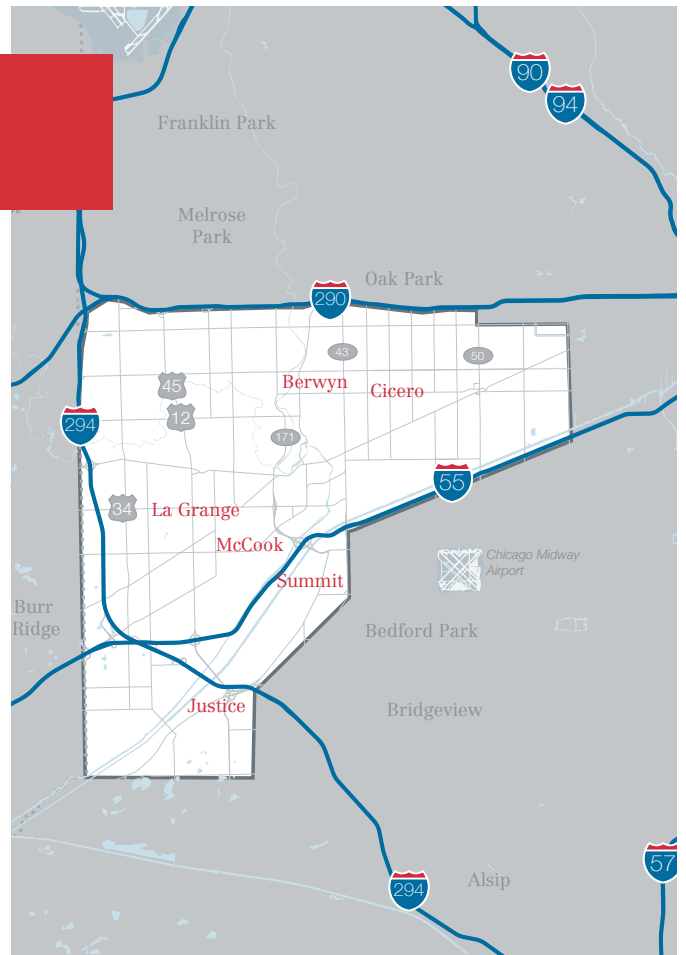 90
94
Franklin Park
Melrose
Park
Oak Park
290
43
50
Berwyn
Cicero
45
12
294
171
55
34
La Grange
McCook
Chicago Midway
Airport
Summit
Burr
Ridge
Bedford Park
Justice
Bridgeview
57
294
Alsip